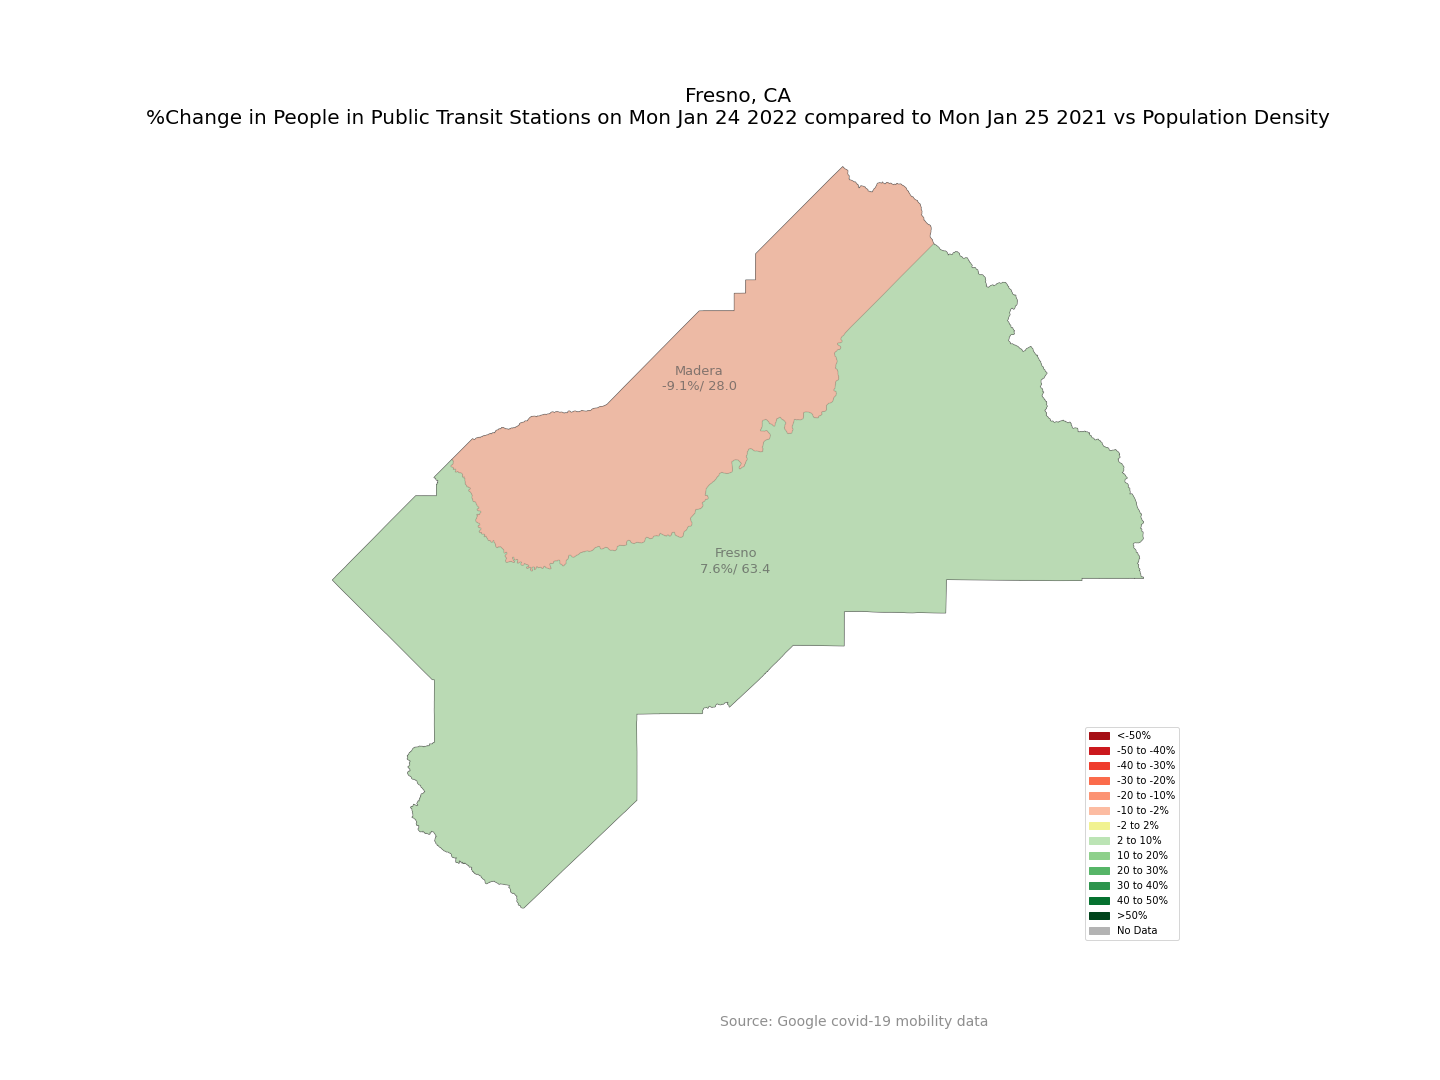 Fresno, CA
%Change in People in Public Transit Stations on Mon Jan 24 2022 compared to Mon Jan 25 2021 vs Population Density
Madera
-9.1%/ 28.0
Fresno
7.6%/ 63.4
<-50%
-50 to -40%
-40 to -30%
-30 to -20%
-20 to -10%
-10 to -2%
-2 to 2%
2 to 10%
10 to 20%
20 to 30%
30 to 40%
40 to 50%
>50%
No Data
Source: Google covid-19 mobility data